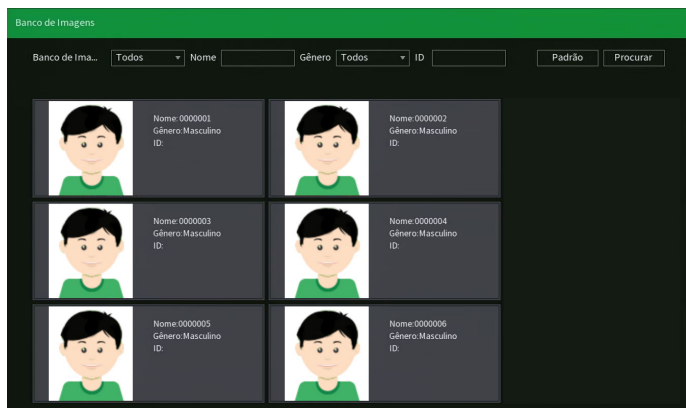 Banco de Imagens
Banco de Ima... Todos Nome Gênero Todos ID Padrão Procurar
Nome:0000001
Gênero:Masculino
ID:
Nome:0000002
Gênero:Masculino
ID:
Nome:0000003
Gênero:Masculino
ID:
Nome:0000004
Gênero:Masculino
ID:
Nome:0000005
Gênero:Masculino
ID:
Nome:0000006
Gênero:Masculino
ID: